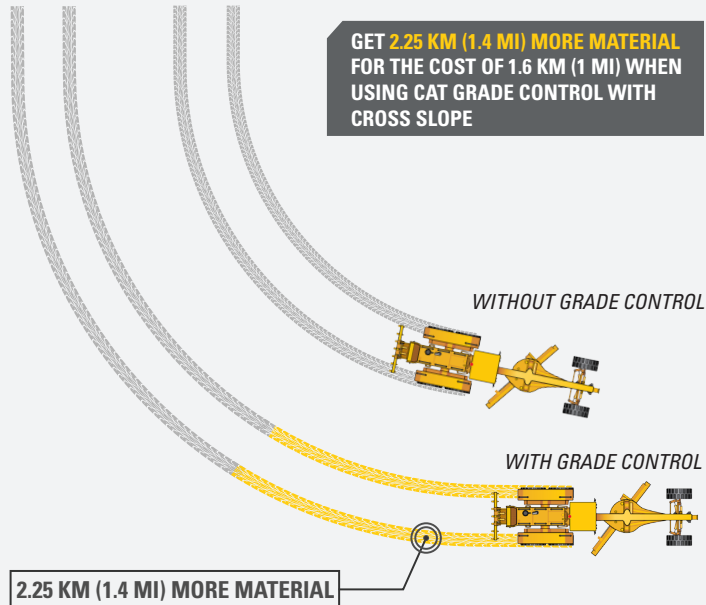 GET 2.25 KM (1.4 MI) MORE MATERIAL
FOR THE COST OF 1.6 KM (1 MI) WHEN
USING CAT GRADE CONTROL WITH
CROSS SLOPE
WITHOUT GRADE CONTROL
WITH GRADE CONTROL
2.25 KM (1.4 MI) MORE MATERIAL